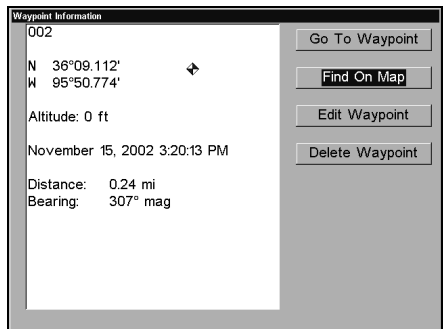 Waypoint Information
002
N 36°09.112'
W 95°50.774'
Altitude: 0 ft
November 15, 2002 3:20:13 PM
Distance: 0.24 mi
Bearing: 307° mag
Go To Waypoint
Find On Map
Edit Waypoint
Delete Waypoint